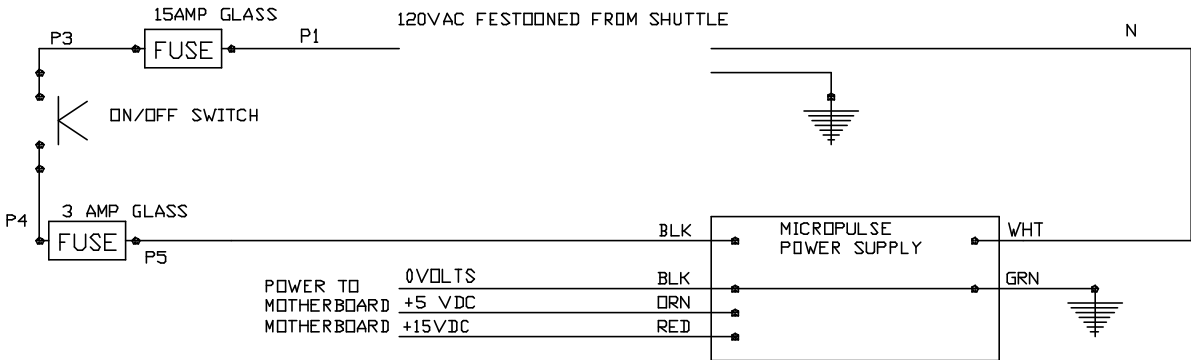 15AMP GLASS
120VAC FESTOONED FROM SHUTTLE
P3
FUSE
P1
N
ON/OFF SWITCH
P4
3 AMP GLASS
FUSE
P5
BLK
MICROPULSE
POWER SUPPLY
WHT
POWER TO
MOTHERBOARD
MOTHERBOARD
0VOLTS
BLK
GRN
+5 VDC
ORN
+15VDC
RED